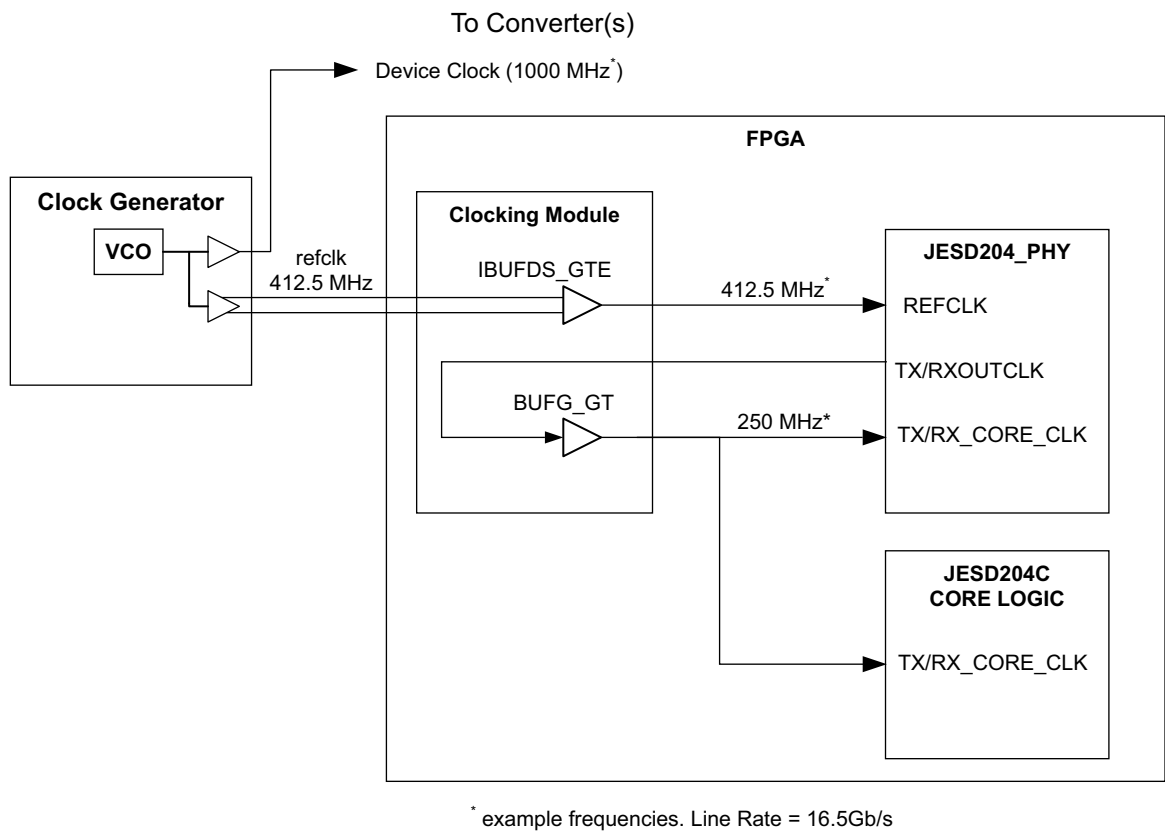 To Converter(s)
Device Clock (1000 MHz*)
FPGA
Clock Generator
VCO
refclk
412.5 MHz
Clocking Module
IBUFDS_GTE
412.5 MHz*
JESD204_PHY
REFCLK
TX/RXOUTCLK
BUFG_GT
250 MHz*
TX/RX_CORE_CLK
JESD204C
CORE LOGIC
TX/RX_CORE_CLK
* example frequencies. Line Rate = 16.5Gb/s